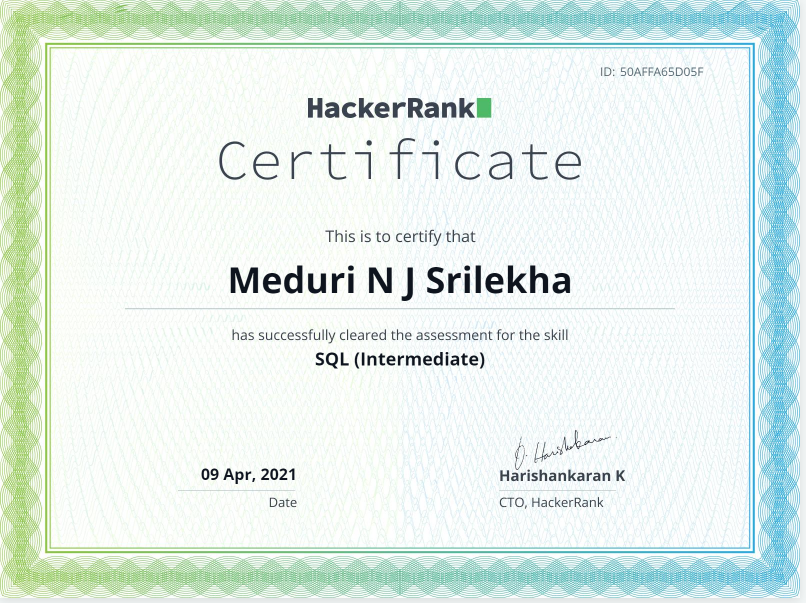 ID: 50AFFA65D05F
HackerRank
Certificate
This is to certify that
Meduri N J Srilekha
has successfully cleared the assessment for the skill
SQL (Intermediate)
D. Harishankaran.
09 Apr, 2021
Harishankaran K
Date
CTO, HackerRank